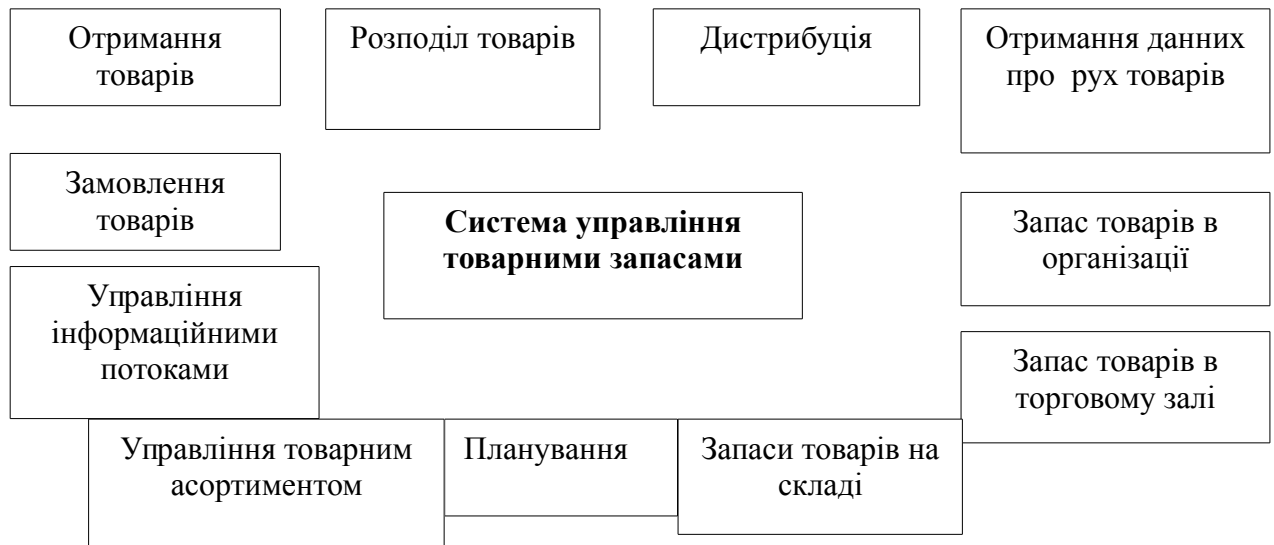 Отримання
товарів
Розподіл товарів
Дистрибуція
Отримання данних
про  рух товарів
Замовлення
товарів
Система управління
товарними запасами
Запас товарів в
організації
Управління
інформаційними
потоками
Запас товарів в
торговому залі
Управління товарним
асортиментом
Планування
Запаси товарів на
складі